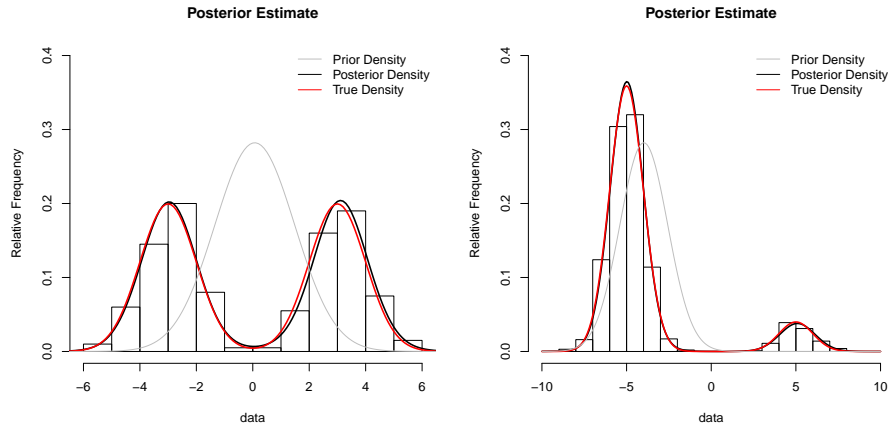 Posterior Estimate
Relative Frequency
0.0
0.1
0.2
0.3
0.4
Prior Density
Posterior Density
True Density
−6
−4
−2
0
2
4
6
data
Posterior Estimate
Relative Frequency
0.0
0.1
0.2
0.3
0.4
Prior Density
Posterior Density
True Density
−10
−5
0
5
10
data